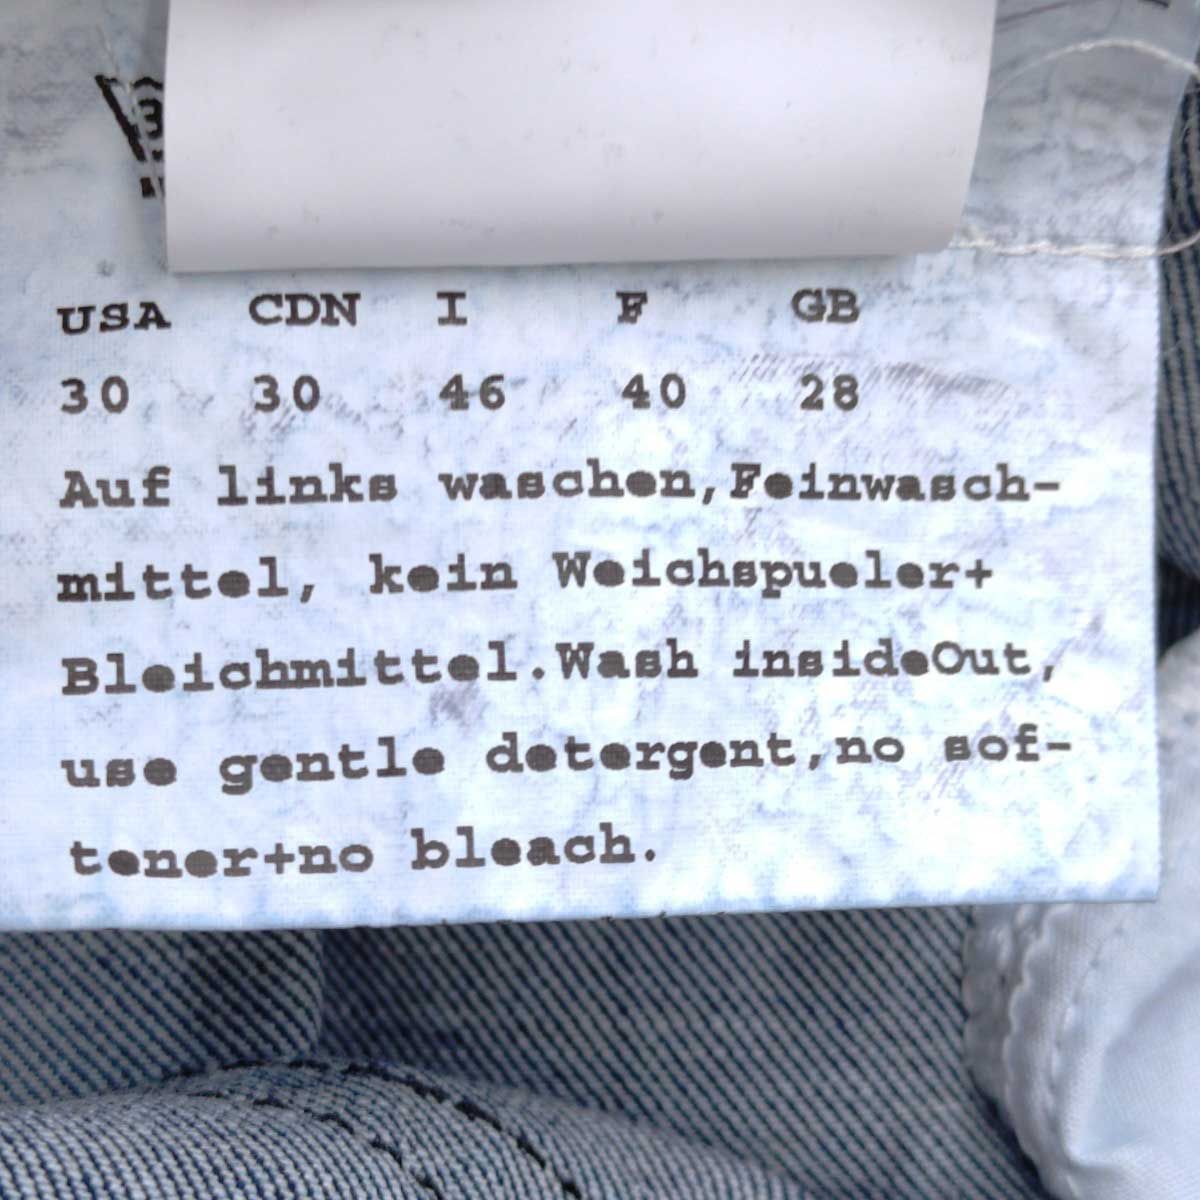 USA CDN I F GB
30 30 46 40 28
Auf links waschen,Feinwasch-
mittel, kein Weichspueler+
Bleichmittel.Wash insideOut,
use gentle detergent,no sof-
tener+no bleach.